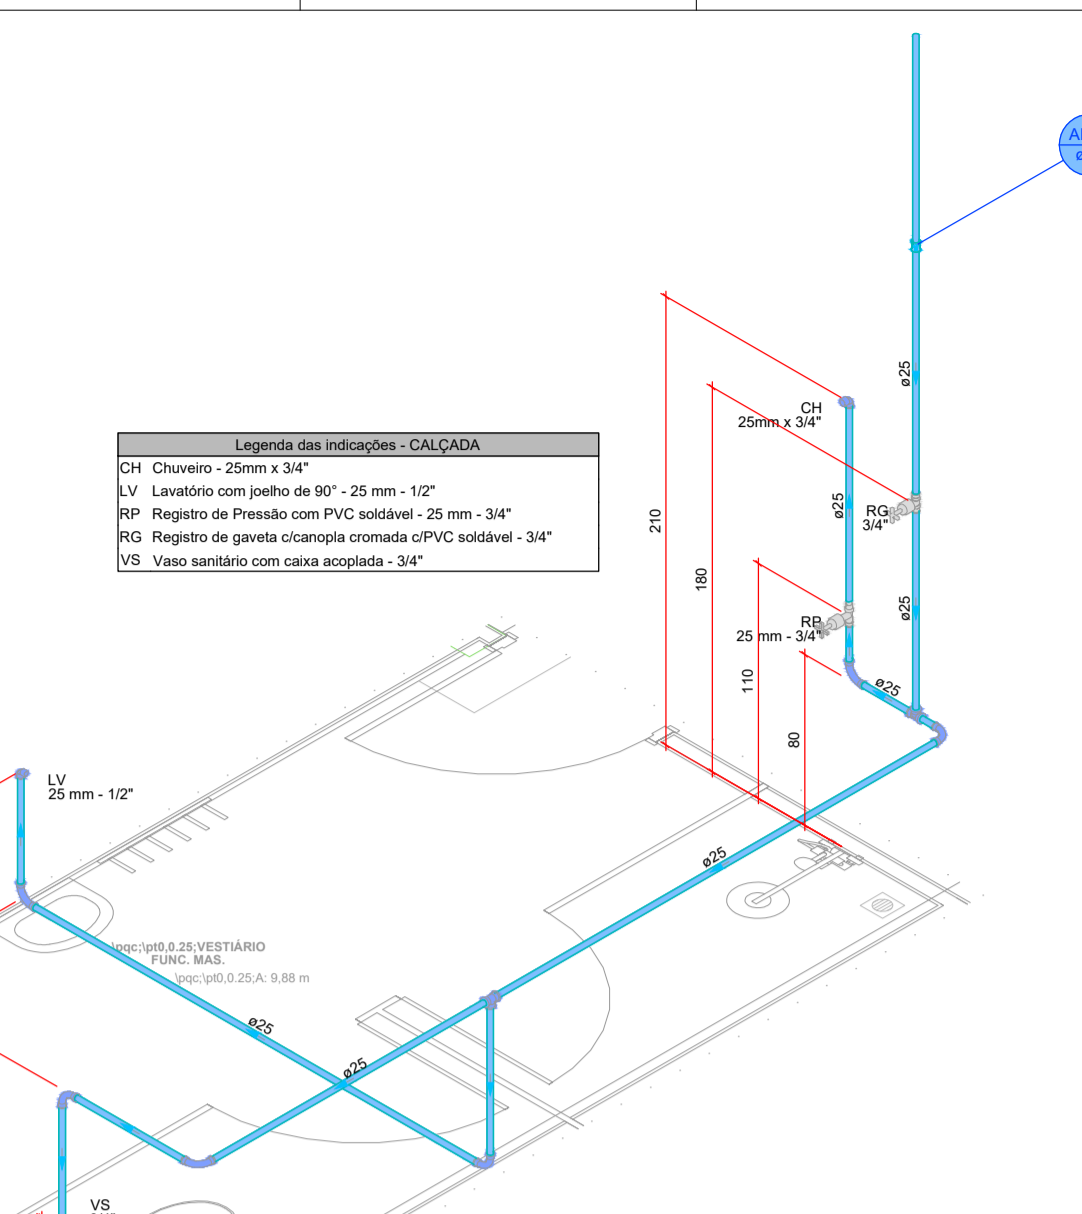 Legenda das indicações - CALÇADA
CH Chuveiro - 25mm x 3/4"
LV Lavatório com joelho de 90° - 25 mm - 1/2"
RP Registro de Pressão com PVC soldável - 25 mm - 3/4"
RG Registro de gaveta c/canopla cromada c/PVC soldável - 3/4"
VS Vaso sanitário com caixa acoplada - 3/4"
ø25
CH
25mm x 3/4"
ø25
RG
3/4"
210
180
ø25
RP
25 mm - 3/4"
110
ø25
80
LV
25 mm - 1/2"
ø25
\pqc;\pt0,0.25;VESTIÁRIO
FUNC. MAS.
\pqc;\pt0,0.25;A: 9,88 m
ø25
ø25
VS